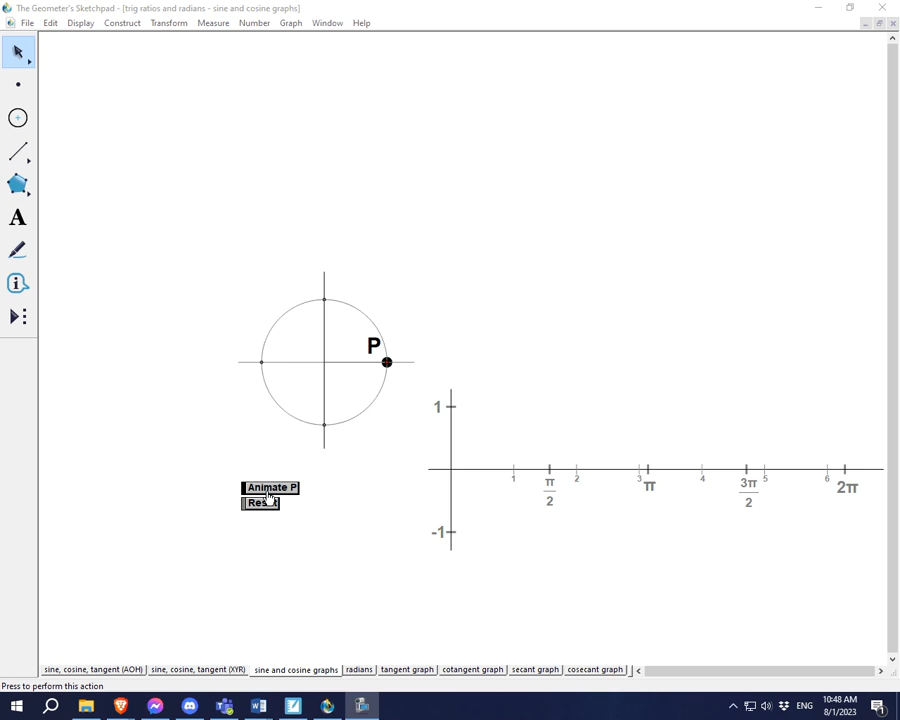 The Geometer's Sketchpad - [trig ratios and radians - sine and cosine graphs]
File Edit Display Construct Transform Measure Number Graph Window Help
A
P
1
1 2 3 4 5 6
π/2 π 3π/2 2π
-1
Animate P
Reset
sine, cosine, tangent (AOH) sine, cosine, tangent (XYR) sine and cosine graphs radians tangent graph cotangent graph secant graph cosecant graph
Press to perform this action
ENG
10:48 AM
8/1/2023
1